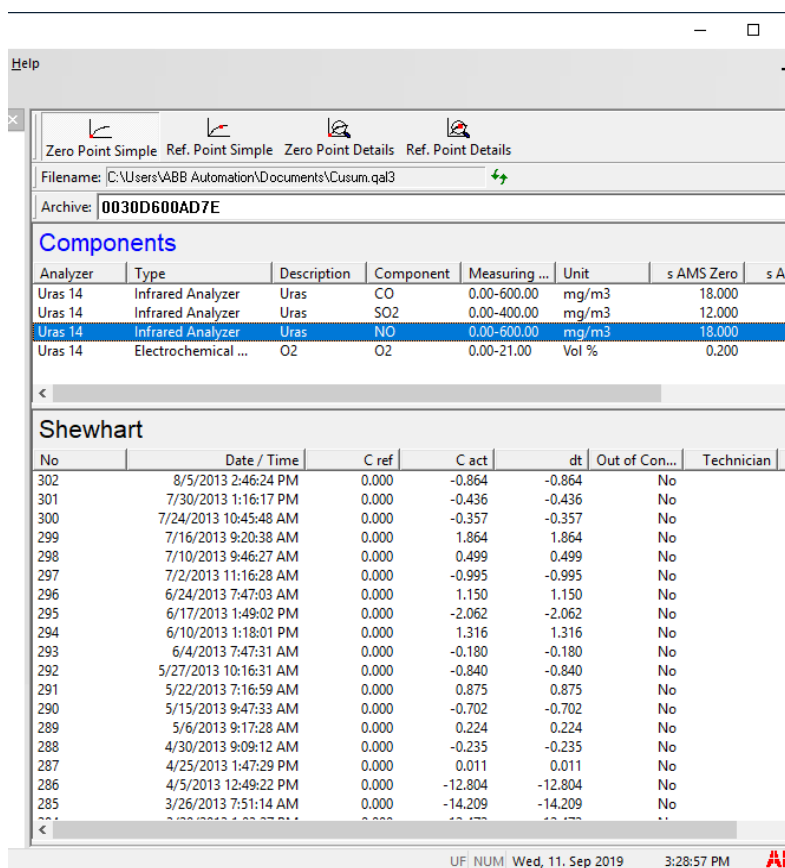 Help
Zero Point Simple Ref. Point Simple Zero Point Details Ref. Point Details
Filename: C:\Users\ABB Automation\Documents\Cusum.qal3
Archive: 0030D600AD7E
Components
Analyzer Type Description Component Measuring ... Unit s AMS Zero s A
Uras 14 Infrared Analyzer Uras CO 0.00-600.00 mg/m3 18.000
Uras 14 Infrared Analyzer Uras SO2 0.00-400.00 mg/m3 12.000
Uras 14 Infrared Analyzer Uras NO 0.00-600.00 mg/m3 18.000
Uras 14 Electrochemical ... O2 O2 0.00-21.00 Vol % 0.200
Shewhart
No Date / Time C ref C act dt Out of Con... Technician
302 8/5/2013 2:46:24 PM 0.000 -0.864 -0.864 No
301 7/30/2013 1:16:17 PM 0.000 -0.436 -0.436 No
300 7/24/2013 10:45:48 AM 0.000 -0.357 -0.357 No
299 7/16/2013 9:20:38 AM 0.000 1.864 1.864 No
298 7/10/2013 9:46:27 AM 0.000 0.499 0.499 No
297 7/2/2013 11:16:28 AM 0.000 -0.995 -0.995 No
296 6/24/2013 7:47:03 AM 0.000 1.150 1.150 No
295 6/17/2013 1:49:02 PM 0.000 -2.062 -2.062 No
294 6/10/2013 1:18:01 PM 0.000 1.316 1.316 No
293 6/4/2013 7:47:31 AM 0.000 -0.180 -0.180 No
292 5/27/2013 10:16:31 AM 0.000 -0.840 -0.840 No
291 5/22/2013 7:16:59 AM 0.000 0.875 0.875 No
290 5/15/2013 9:47:33 AM 0.000 -0.702 -0.702 No
289 5/6/2013 9:17:28 AM 0.000 0.224 0.224 No
288 4/30/2013 9:09:12 AM 0.000 -0.235 -0.235 No
287 4/25/2013 1:47:29 PM 0.000 0.011 0.011 No
286 4/5/2013 12:49:22 PM 0.000 -12.804 -12.804 No
285 3/26/2013 7:51:14 AM 0.000 -14.209 -14.209 No
UF NUM Wed, 11. Sep 2019 3:28:57 PM